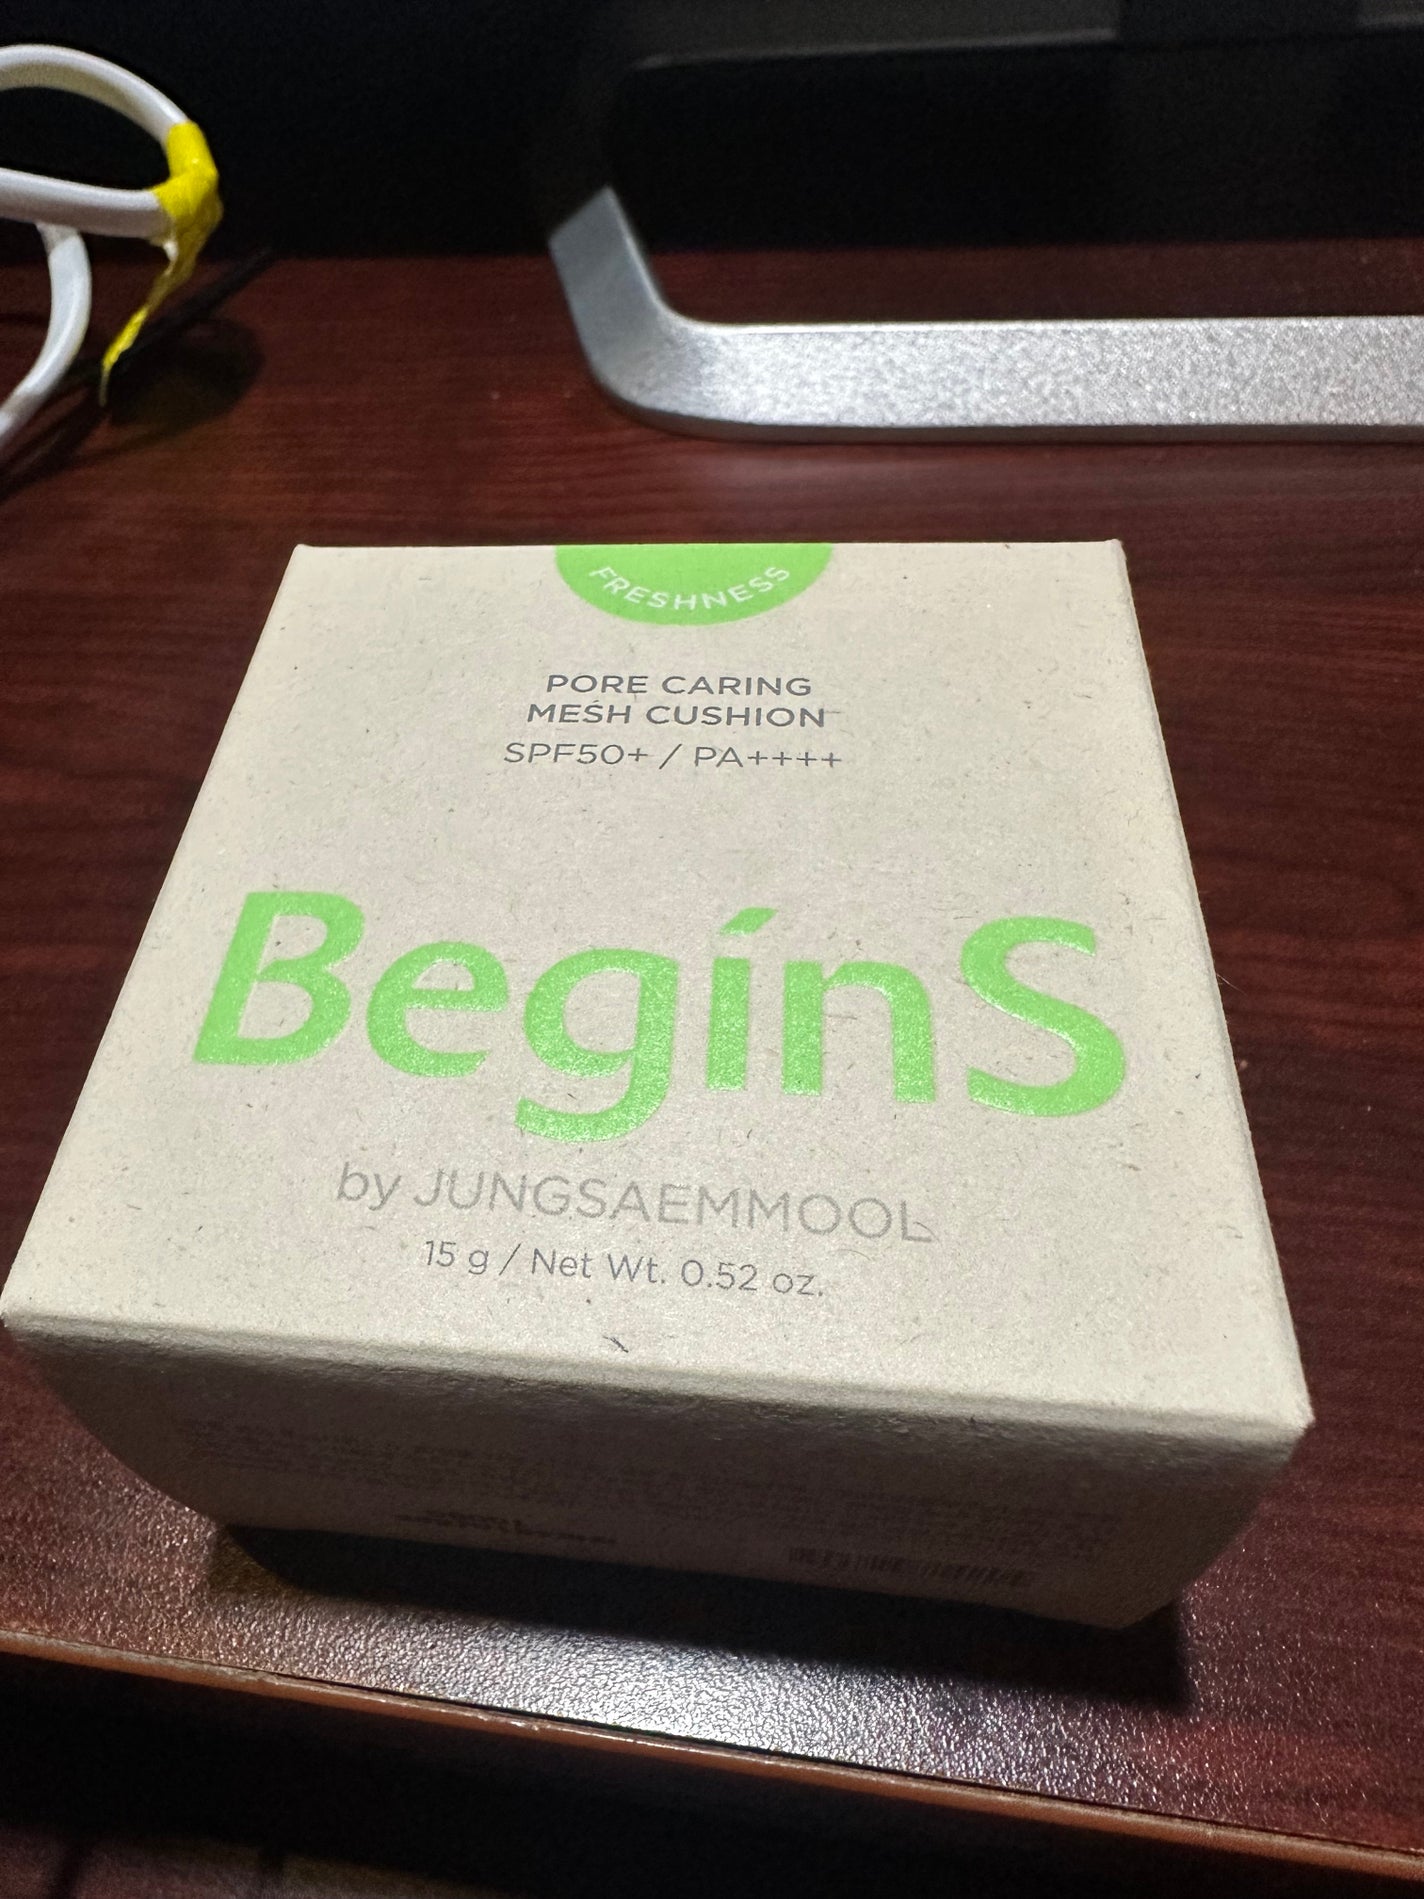 FRESHNESS
PORE CARING
MESH CUSHION
SPF50+ / PA++++
BeginS
by JUNGSAEMMOOL
15 g / Net Wt. 0.52 oz.